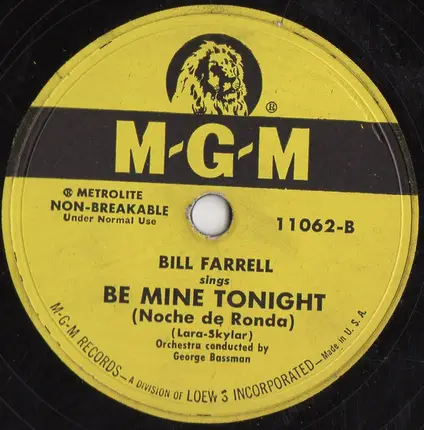 ®
M-G-M
® METROLITE
NON-BREAKABLE
Under Normal Use
11062-B
BILL FARRELL
sings
BE MINE TONIGHT
(Noche de Ronda)
(Lara-Skylar)
Orchestra conducted by
George Bassman
M-G-M RECORDS—A DIVISION OF LOEW'S INCORPORATED—Made in U. S. A.